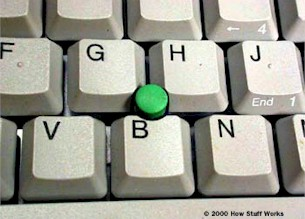 ← 4
F G H J
End 1
V B N
© 2000 How Stuff Works